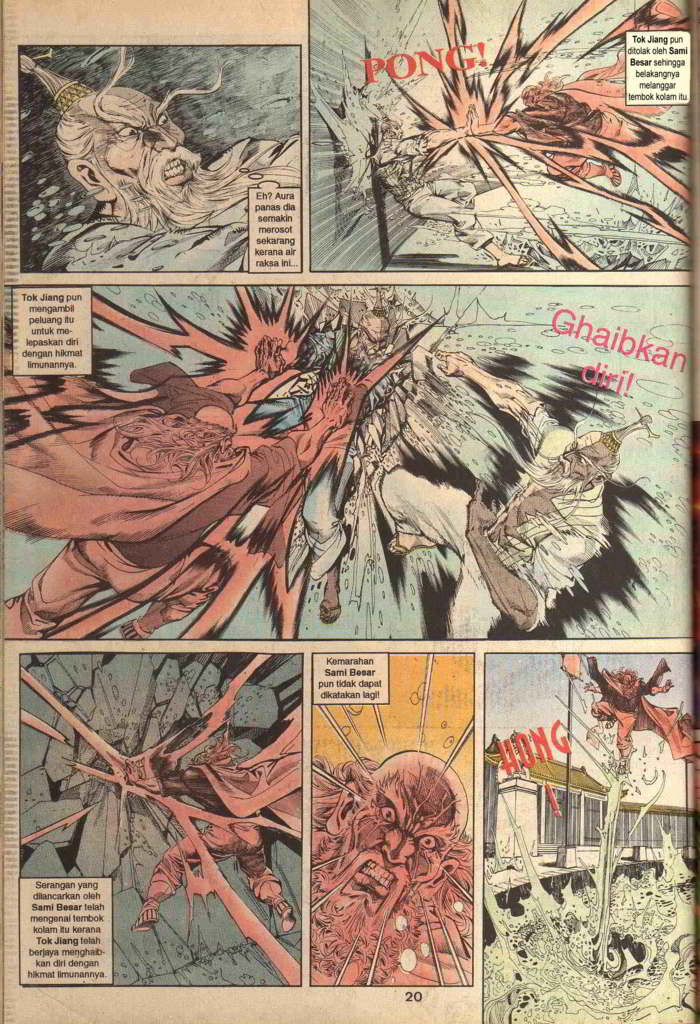 Eh? Aura
panas dia
semakin
merosot
sekarang
kerana air
raksa ini...
PONG!
Tok Jiang pun
ditolak oleh Sami
Besar sehingga
belakangnya
melanggar
tembok kolam itu.
Tok Jiang pun
mengambil
peluang itu
untuk me-
lepaskan diri
dengan hikmat
limunannya.
Ghaibkan
diri!
Serangan yang
dilancarkan oleh
Sami Besar telah
mengenai tembok
kolam itu kerana
Tok Jiang telah
berjaya menghaib-
kan diri dengan
hikmat limunannya.
Kemarahan
Sami Besar
pun tidak dapat
dikatakan lagi!
HONG
!
20